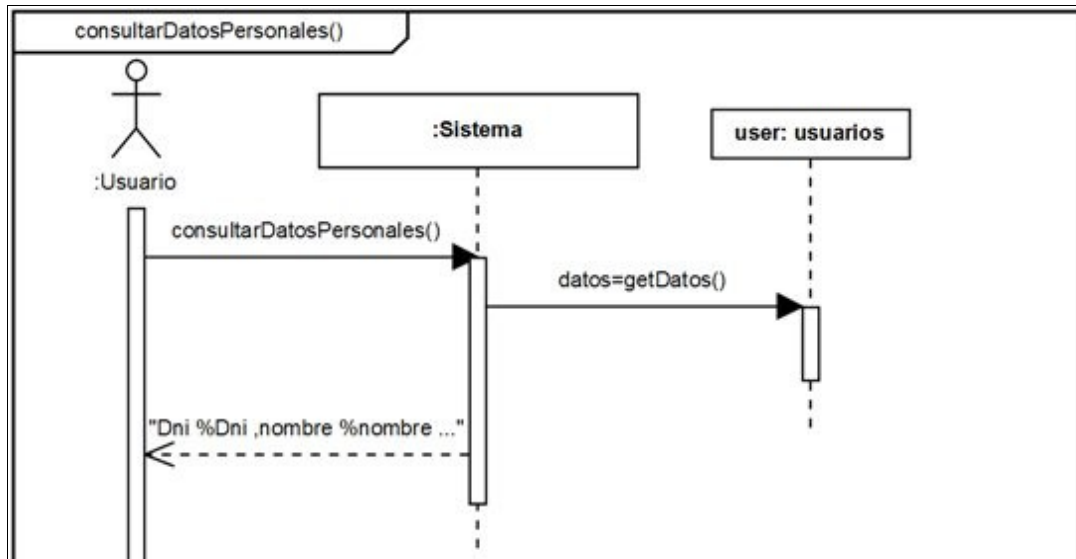 consultarDatosPersonales()
:Sistema
user: usuarios
:Usuario
consultarDatosPersonales()
datos=getDatos()
"Dni %Dni ,nombre %nombre ..."